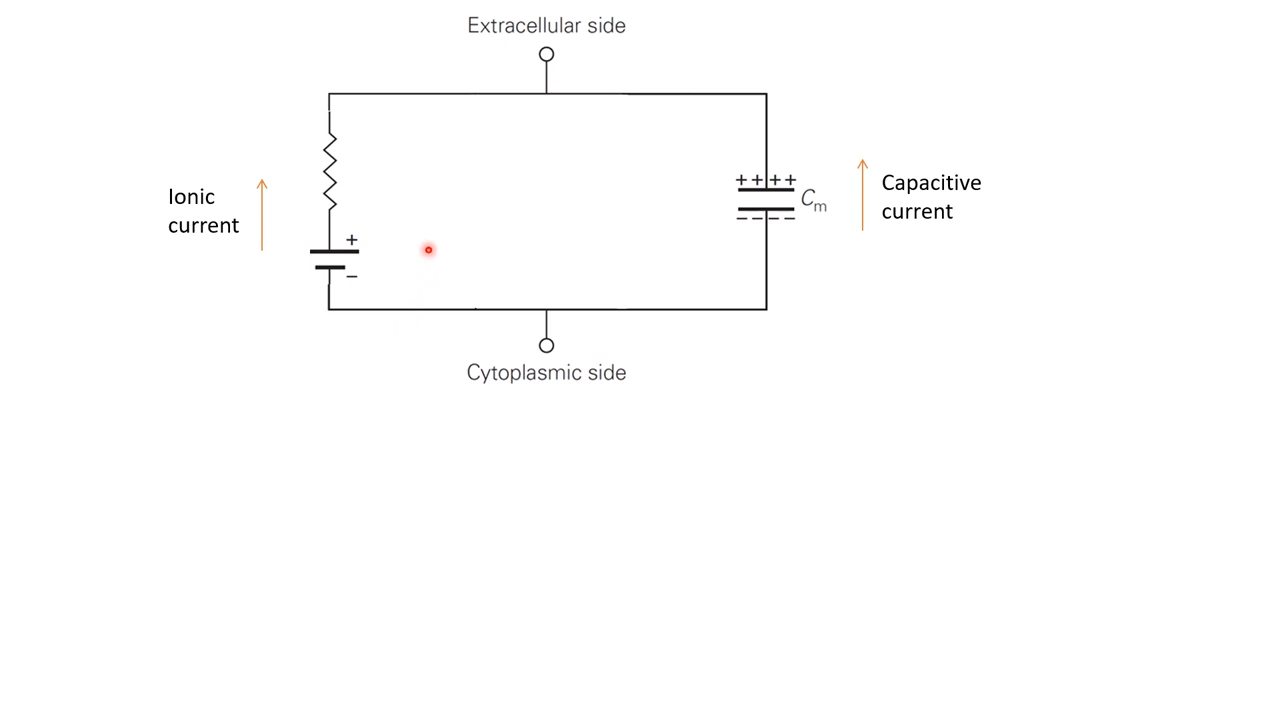 Extracellular side
Ionic
current
+
−
++++
Cm
−−−−
Capacitive
current
Cytoplasmic side